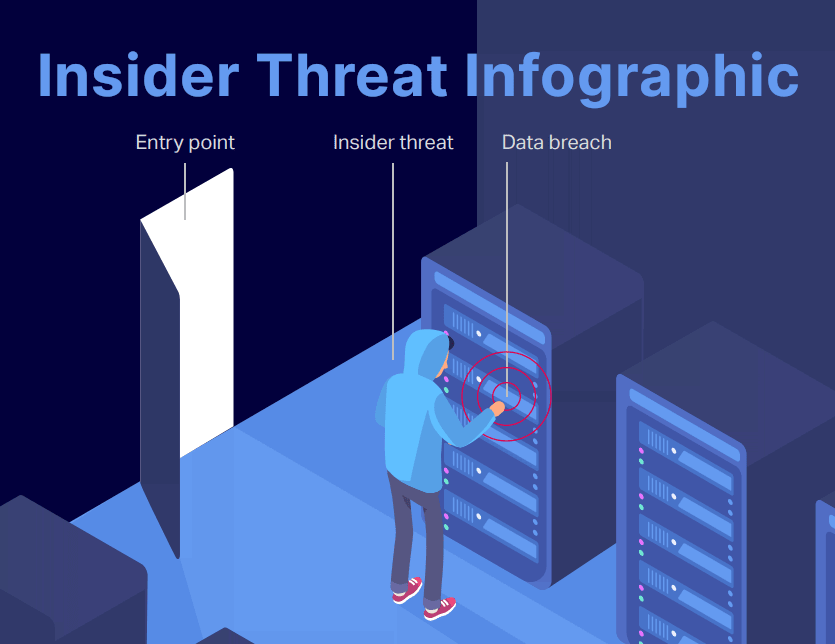 Insider Threat Infographic
Entry point
Insider threat
Data breach